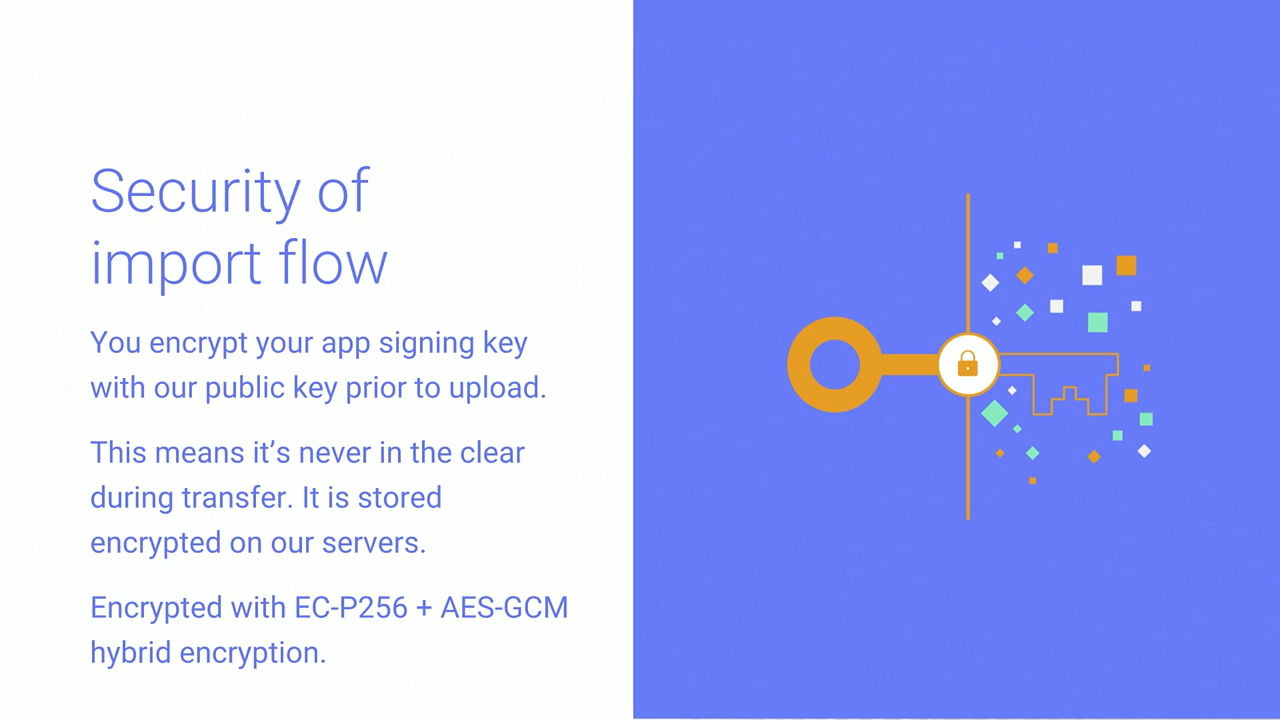 Security of
import flow
You encrypt your app signing key
with our public key prior to upload.
This means it’s never in the clear
during transfer. It is stored
encrypted on our servers.
Encrypted with EC-P256 + AES-GCM
hybrid encryption.